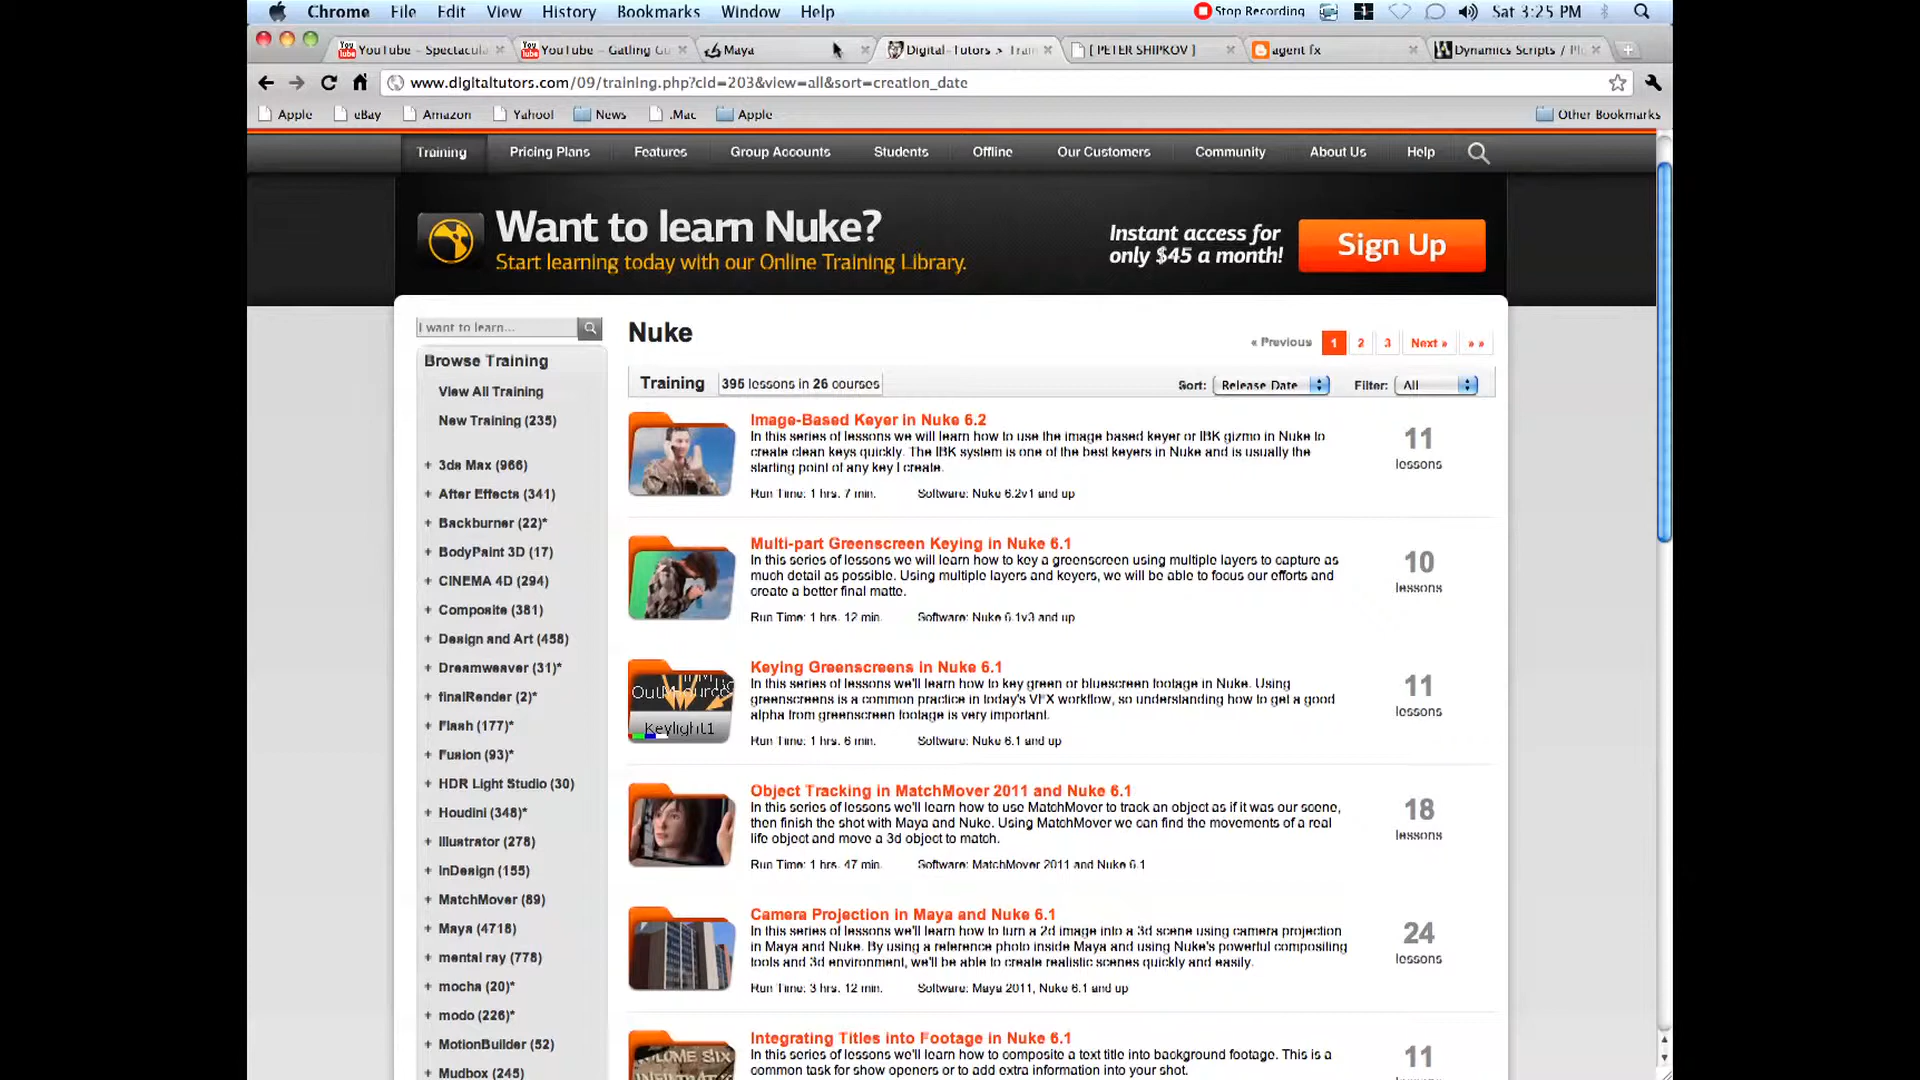 Chrome File Edit View History Bookmarks Window Help Stop Recording Sat 3:25 PM
YouTube - Spectacula YouTube - Gatling Gu Maya Digital-Tutors > Train [ PETER SHIPKOV ] agent fx Dynamics Scripts / Pl
www.digitaltutors.com/09/training.php?cid=203&view=all&sort=creation_date
Apple eBay Amazon Yahoo! News .Mac Apple Other Bookmarks
Training Pricing Plans Features Group Accounts Students Offline Our Customers Community About Us Help
Want to learn Nuke?
Start learning today with our Online Training Library.
Instant access for
only $45 a month!
Sign Up
I want to learn...
Browse Training
View All Training
New Training (235)
+ 3ds Max (966)
+ After Effects (341)
+ Backburner (22)*
+ BodyPaint 3D (17)
+ CINEMA 4D (294)
+ Composite (381)
+ Design and Art (458)
+ Dreamweaver (31)*
+ finalRender (2)*
+ Flash (177)*
+ Fusion (93)*
+ HDR Light Studio (30)
+ Houdini (348)*
+ Illustrator (278)
+ InDesign (155)
+ MatchMover (89)
+ Maya (4718)
+ mental ray (778)
+ mocha (20)*
+ modo (226)*
+ MotionBuilder (52)
Mudbox (245)
Nuke
« Previous 1 2 3 Next » » »
Training 395 lessons in 26 courses
Sort: Release Date Filter: All
Image-Based Keyer in Nuke 6.2
In this series of lessons we will learn how to use the image based keyer or IBK gizmo in Nuke to
create clean keys quickly. The IBK system is one of the best keyers in Nuke and is usually the
starting point of any key I create.
Run Time: 1 hrs. 7 min. Software: Nuke 6.2v1 and up
11
lessons
Multi-part Greenscreen Keying in Nuke 6.1
In this series of lessons we will learn how to key a greenscreen using multiple layers to capture as
much detail as possible. Using multiple layers and keyers, we will be able to focus our efforts and
create a better final matte.
Run Time: 1 hrs. 12 min. Software: Nuke 6.1v3 and up
10
lessons
Keylight1
Keying Greenscreens in Nuke 6.1
In this series of lessons we'll learn how to key green or bluescreen footage in Nuke. Using
greenscreens is a common practice in today's VFX workflow, so understanding how to get a good
alpha from greenscreen footage is very important.
Run Time: 1 hrs. 6 min. Software: Nuke 6.1 and up
11
lessons
Object Tracking in MatchMover 2011 and Nuke 6.1
In this series of lessons we'll learn how to use MatchMover to track an object as if it was our scene,
then finish the shot with Maya and Nuke. Using MatchMover we can find the movements of a real
life object and move a 3d object to match.
Run Time: 1 hrs. 47 min. Software: MatchMover 2011 and Nuke 6.1
18
lessons
Camera Projection in Maya and Nuke 6.1
In this series of lessons we'll learn how to turn a 2d image into a 3d scene using camera projection
in Maya and Nuke. By using a reference photo inside Maya and using Nuke's powerful compositing
tools and 3d environment, we'll be able to create realistic scenes quickly and easily.
Run Time: 3 hrs. 12 min. Software: Maya 2011, Nuke 6.1 and up
24
lessons
Integrating Titles into Footage in Nuke 6.1
In this series of lessons we'll learn how to composite a text title into background footage. This is a
common task for show openers or to add extra information into your shot.
11